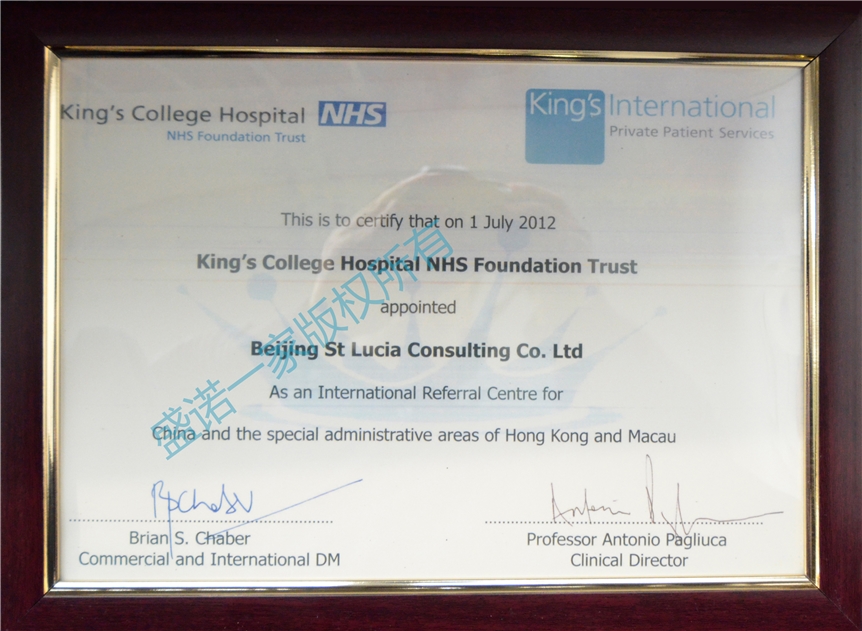 King's College Hospital NHS
NHS Foundation Trust
King's International
Private Patient Services
This is to certify that on 1 July 2012
King's College Hospital NHS Foundation Trust
appointed
Beijing St Lucia Consulting Co. Ltd
As an International Referral Centre for
China and the special administrative areas of Hong Kong and Macau
盛诺一家版权所有
Brian S. Chaber
Commercial and International DM
Professor Antonio Pagliuca
Clinical Director